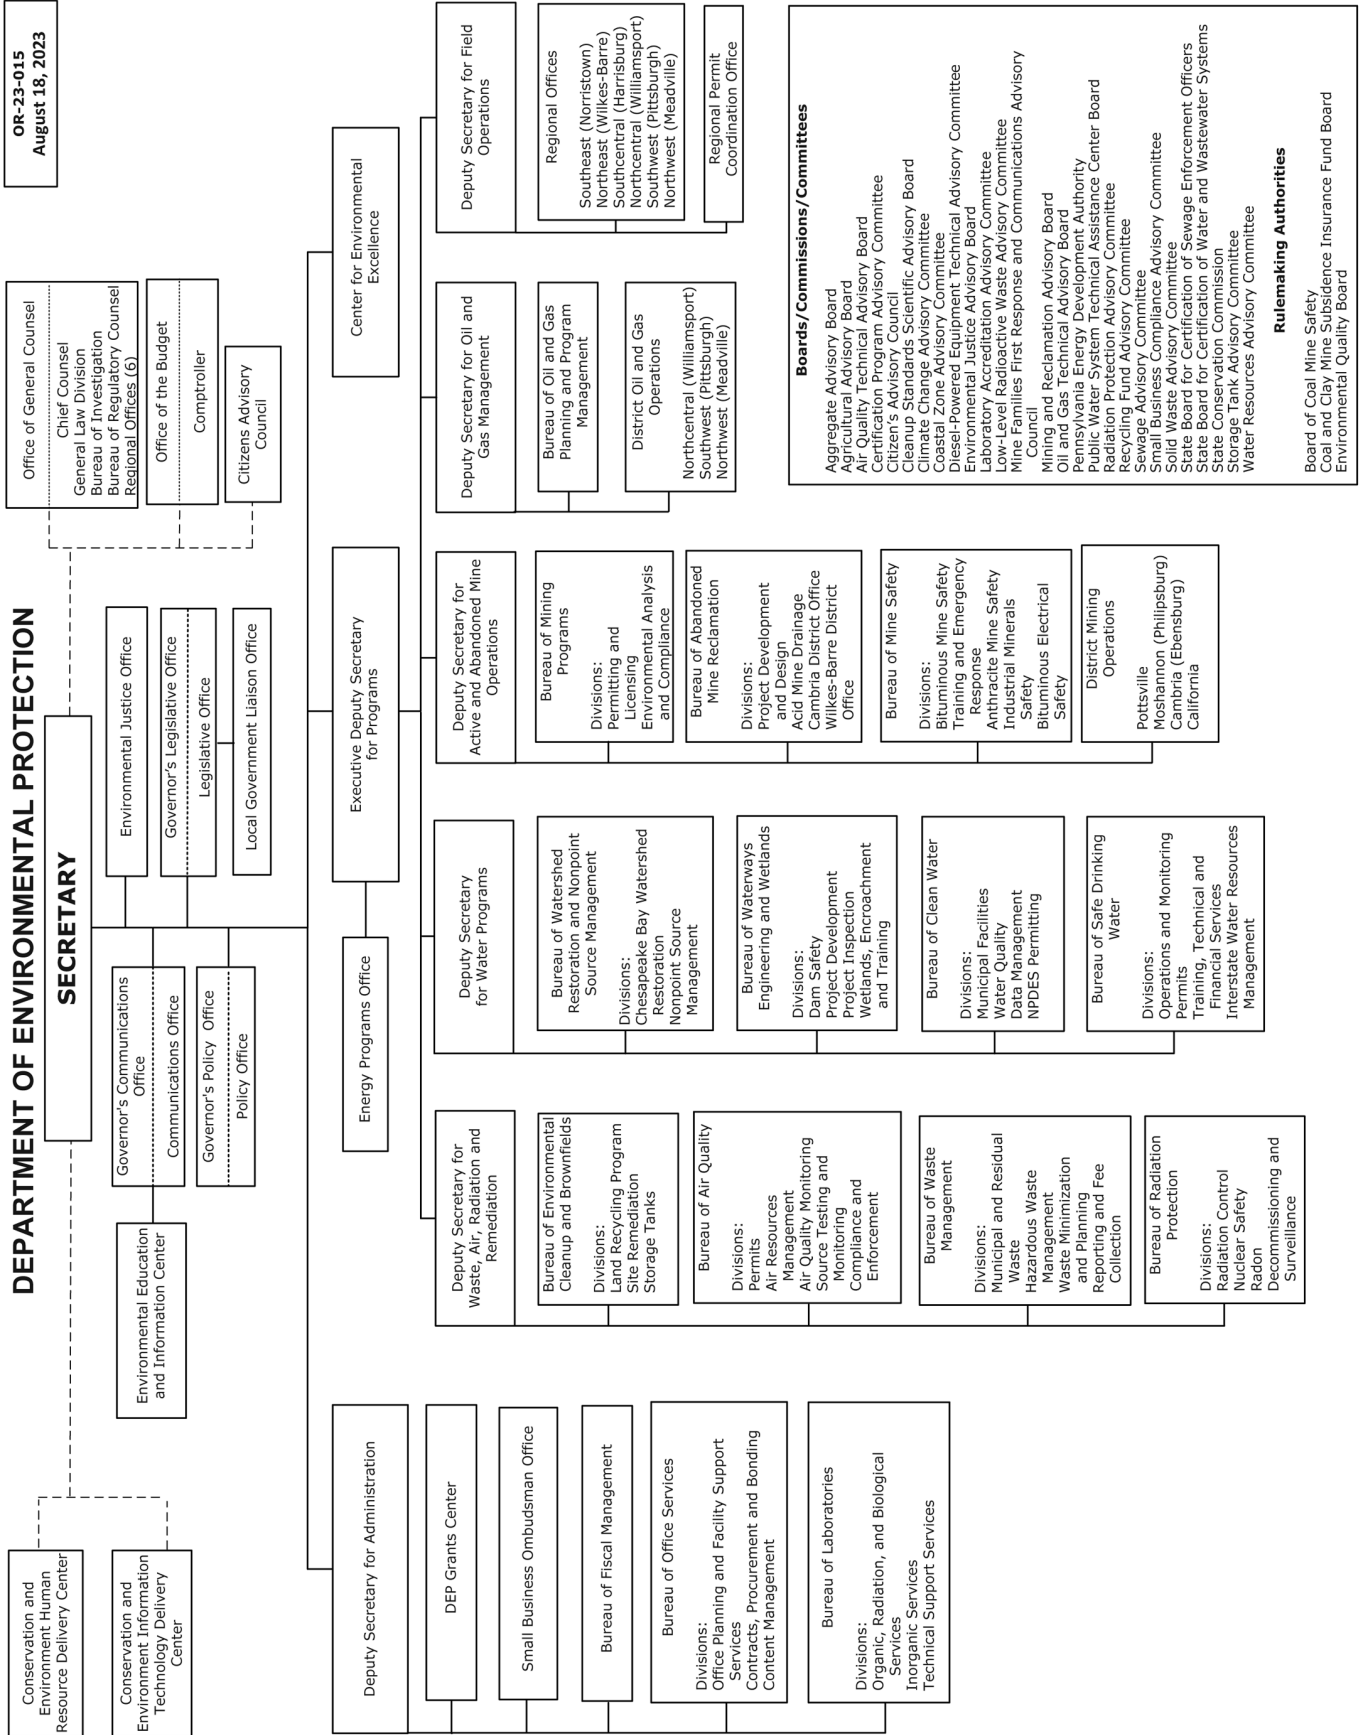 OR-23-015
August 18, 2023
DEPARTMENT OF ENVIRONMENTAL PROTECTION
SECRETARY
Conservation and
Environment Human
Resource Delivery Center
Conservation and
Environment Information
Technology Delivery
Center
Environmental Education
and Information Center
Governor's Communications
Office
Communications Office
Governor's Policy Office
Policy Office
Environmental Justice Office
Governor's Legislative Office
Legislative Office
Local Government Liaison Office
Office of General Counsel
Chief Counsel
General Law Division
Bureau of Investigation
Bureau of Regulatory Counsel
Regional Offices (6)
Office of the Budget
Comptroller
Citizens Advisory
Council
Deputy Secretary for Administration
DEP Grants Center
Small Business Ombudsman Office
Bureau of Fiscal Management
Bureau of Office Services
Divisions:
Office Planning and Facility Support
Services
Contracts, Procurement and Bonding
Content Management
Bureau of Laboratories
Divisions:
Organic, Radiation, and Biological
Services
Inorganic Services
Technical Support Services
Energy Programs Office
Executive Deputy Secretary
for Programs
Center for Environmental
Excellence
Deputy Secretary for
Waste, Air, Radiation and
Remediation
Bureau of Environmental
Cleanup and Brownfields
Divisions:
Land Recycling Program
Site Remediation
Storage Tanks
Bureau of Air Quality
Divisions:
Permits
Air Resources
Management
Air Quality Monitoring
Source Testing and
Monitoring
Compliance and
Enforcement
Bureau of Waste
Management
Divisions:
Municipal and Residual
Waste
Hazardous Waste
Management
Waste Minimization
and Planning
Reporting and Fee
Collection
Bureau of Radiation
Protection
Divisions:
Radiation Control
Nuclear Safety
Radon
Decommissioning and
Surveillance
Deputy Secretary
for Water Programs
Bureau of Watershed
Restoration and Nonpoint
Source Management
Divisions:
Chesapeake Bay Watershed
Restoration
Nonpoint Source
Management
Bureau of Waterways
Engineering and Wetlands
Divisions:
Dam Safety
Project Development
Project Inspection
Wetlands, Encroachment
and Training
Bureau of Clean Water
Divisions:
Municipal Facilities
Water Quality
Data Management
NPDES Permitting
Bureau of Safe Drinking
Water
Divisions:
Operations and Monitoring
Permits
Training, Technical and
Financial Services
Interstate Water Resources
Management
Deputy Secretary for
Active and Abandoned Mine
Operations
Bureau of Mining
Programs
Divisions:
Permitting and
Licensing
Environmental Analysis
and Compliance
Bureau of Abandoned
Mine Reclamation
Divisions:
Project Development
and Design
Acid Mine Drainage
Cambria District Office
Wilkes-Barre District
Office
Bureau of Mine Safety
Divisions:
Bituminous Mine Safety
Training and Emergency
Response
Anthracite Mine Safety
Industrial Minerals
Safety
Bituminous Electrical
Safety
District Mining
Operations
Pottsville
Moshannon (Philipsburg)
Cambria (Ebensburg)
California
Deputy Secretary for Oil and
Gas Management
Bureau of Oil and Gas
Planning and Program
Management
District Oil and Gas
Operations
Northcentral (Williamsport)
Southwest (Pittsburgh)
Northwest (Meadville)
Deputy Secretary for Field
Operations
Regional Offices
Southeast (Norristown)
Northeast (Wilkes-Barre)
Southcentral (Harrisburg)
Northcentral (Williamsport)
Southwest (Pittsburgh)
Northwest (Meadville)
Regional Permit
Coordination Office
Boards/Commissions/Committees
Aggregate Advisory Board
Agricultural Advisory Board
Air Quality Technical Advisory Board
Certification Program Advisory Committee
Citizen's Advisory Council
Cleanup Standards Scientific Advisory Board
Climate Change Advisory Committee
Coastal Zone Advisory Committee
Diesel-Powered Equipment Technical Advisory Committee
Environmental Justice Advisory Board
Laboratory Accreditation Advisory Committee
Low-Level Radioactive Waste Advisory Committee
Mine Families First Response and Communications Advisory
Council
Mining and Reclamation Advisory Board
Oil and Gas Technical Advisory Board
Pennsylvania Energy Development Authority
Public Water System Technical Assistance Center Board
Radiation Protection Advisory Committee
Recycling Fund Advisory Committee
Sewage Advisory Committee
Small Business Compliance Advisory Committee
Solid Waste Advisory Committee
State Board for Certification of Sewage Enforcement Officers
State Board for Certification of Water and Wastewater Systems
State Conservation Commission
Storage Tank Advisory Committee
Water Resources Advisory Committee
Rulemaking Authorities
Board of Coal Mine Safety
Coal and Clay Mine Subsidence Insurance Fund Board
Environmental Quality Board